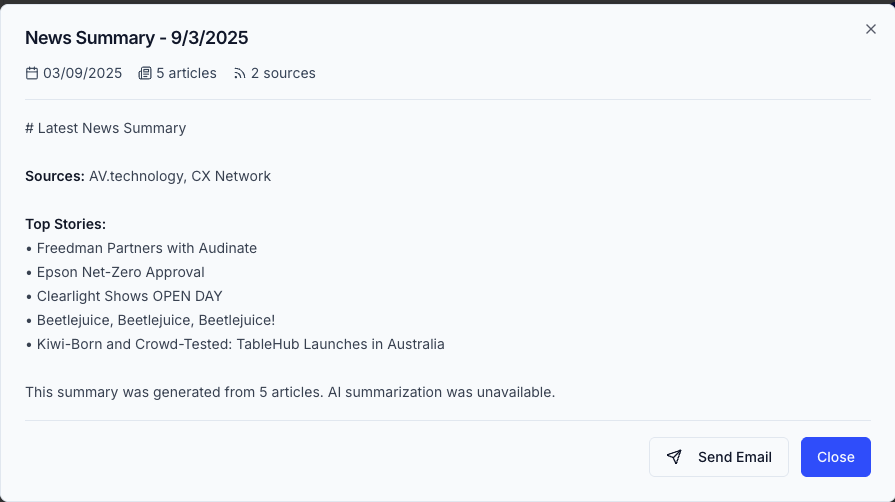 News Summary - 9/3/2025
03/09/2025 5 articles 2 sources
# Latest News Summary
Sources: AV.technology, CX Network
Top Stories:
• Freedman Partners with Audinate
• Epson Net-Zero Approval
• Clearlight Shows OPEN DAY
• Beetlejuice, Beetlejuice, Beetlejuice!
• Kiwi-Born and Crowd-Tested: TableHub Launches in Australia
This summary was generated from 5 articles. AI summarization was unavailable.
Send Email Close